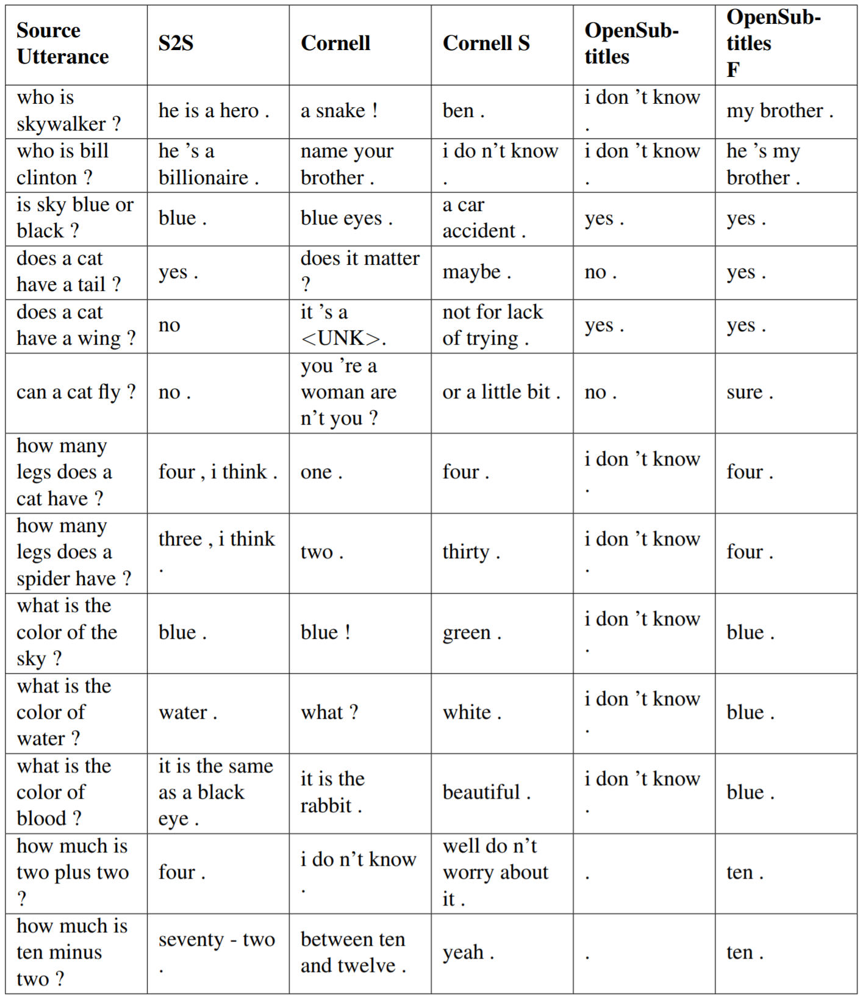 Source
Utterance
S2S
Cornell
Cornell S
OpenSub-
titles
OpenSub-
titles
F
who is
skywalker ?
he is a hero .
a snake !
ben .
i don ’t know
.
my brother .
who is bill
clinton ?
he ’s a
billionaire .
name your
brother .
i do n’t know
.
i don ’t know
.
he ’s my
brother .
is sky blue or
black ?
blue .
blue eyes .
a car
accident .
yes .
yes .
does a cat
have a tail ?
yes .
does it matter
?
maybe .
no .
yes .
does a cat
have a wing ?
no
it ’s a
<UNK>.
not for lack
of trying .
yes .
yes .
can a cat fly ?
no .
you ’re a
woman are
n’t you ?
or a little bit .
no .
sure .
how many
legs does a
cat have ?
four , i think .
one .
four .
i don ’t know
.
four .
how many
legs does a
spider have ?
three , i think
.
two .
thirty .
i don ’t know
.
four .
what is the
color of the
sky ?
blue .
blue !
green .
i don ’t know
.
blue .
what is the
color of
water ?
water .
what ?
white .
i don ’t know
.
blue .
what is the
color of
blood ?
it is the same
as a black
eye .
it is the
rabbit .
beautiful .
i don ’t know
.
blue .
how much is
two plus two
?
four .
i do n’t know
.
well do n’t
worry about
it .
.
ten .
how much is
ten minus
two ?
seventy - two
.
between ten
and twelve .
yeah .
.
ten .